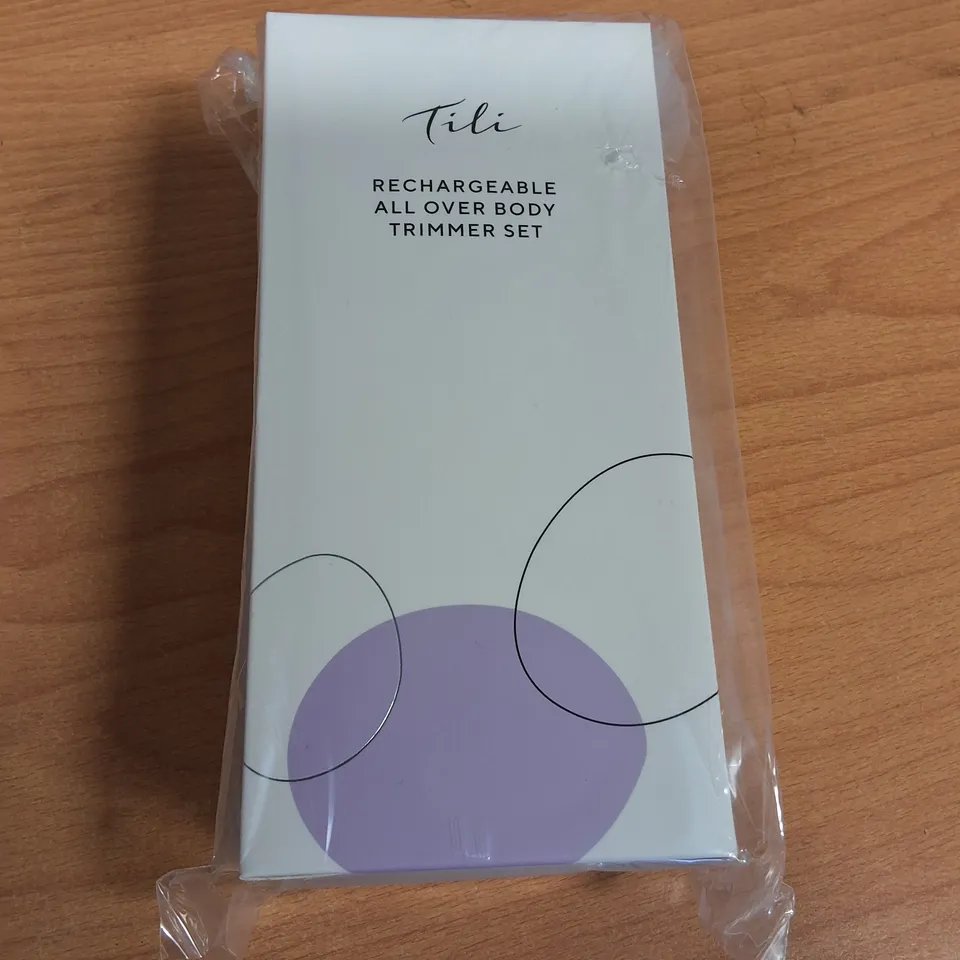 Tili
RECHARGEABLE
ALL OVER BODY
TRIMMER SET